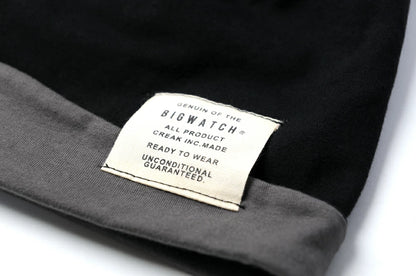 GENUIN OF THE
BIGWATCH®
ALL PRODUCT
CREAK INC.MADE
READY TO WEAR
UNCONDITIONAL
GUARANTEED.